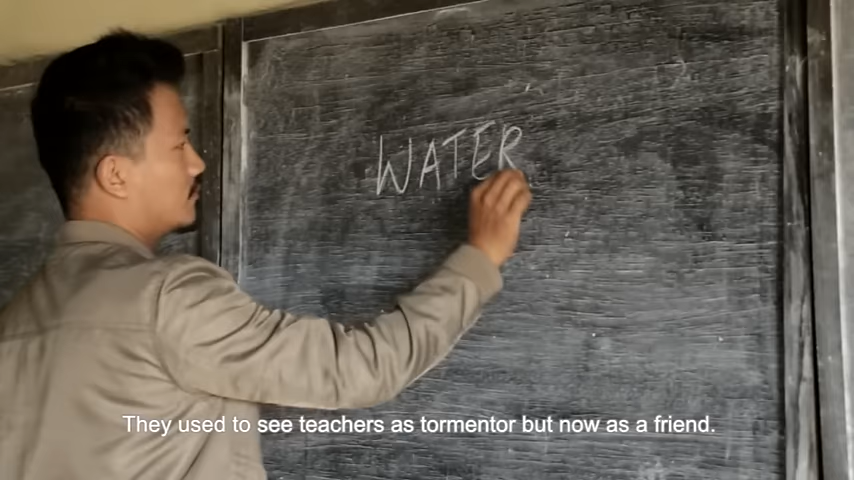 WATER
They used to see teachers as tormentor but now as a friend.